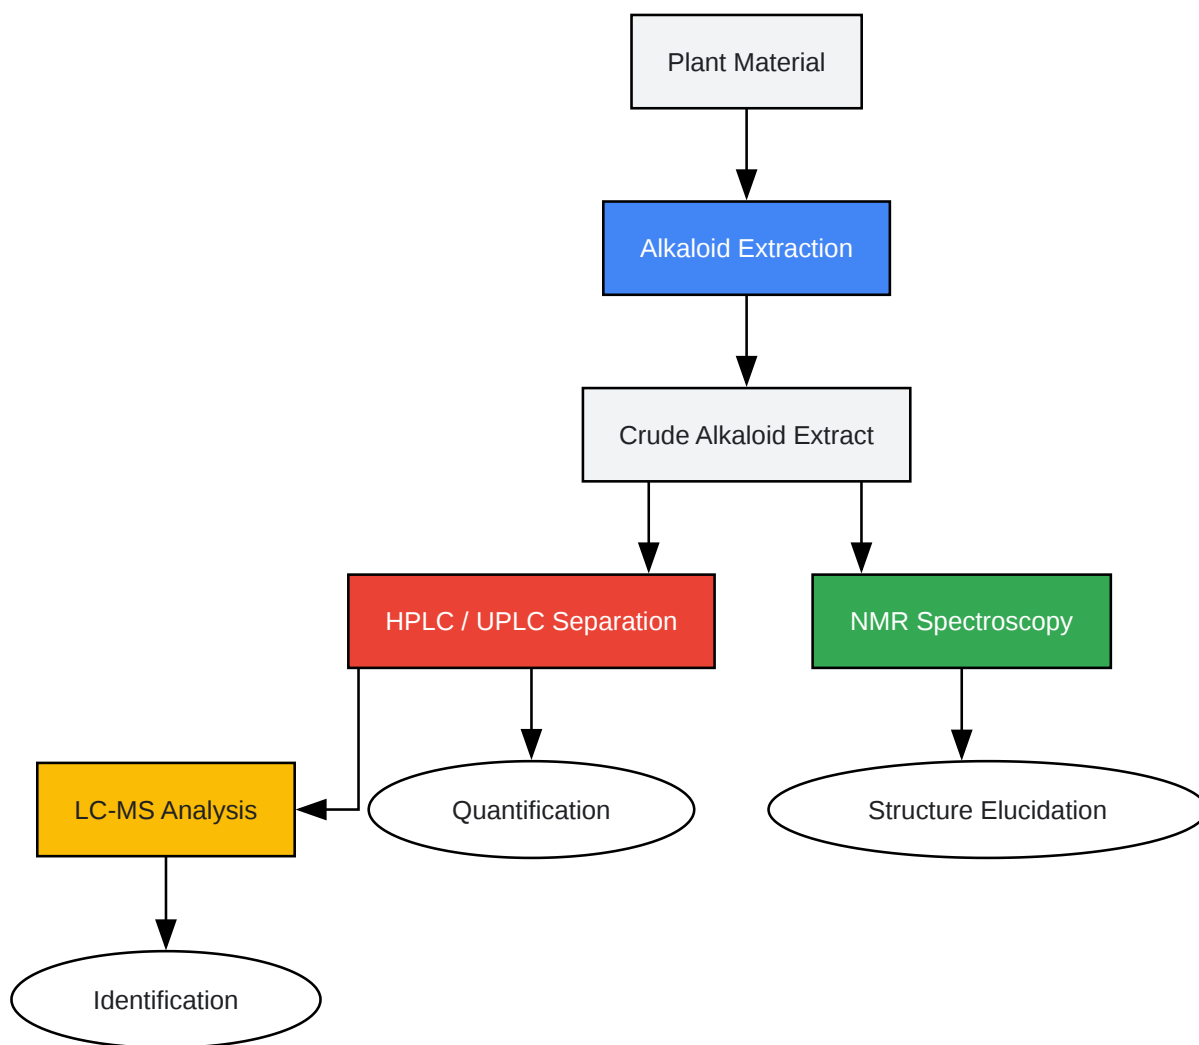 Plant Material
Alkaloid Extraction
Crude Alkaloid Extract
HPLC / UPLC Separation
NMR Spectroscopy
LC-MS Analysis
Quantification
Structure Elucidation
Identification